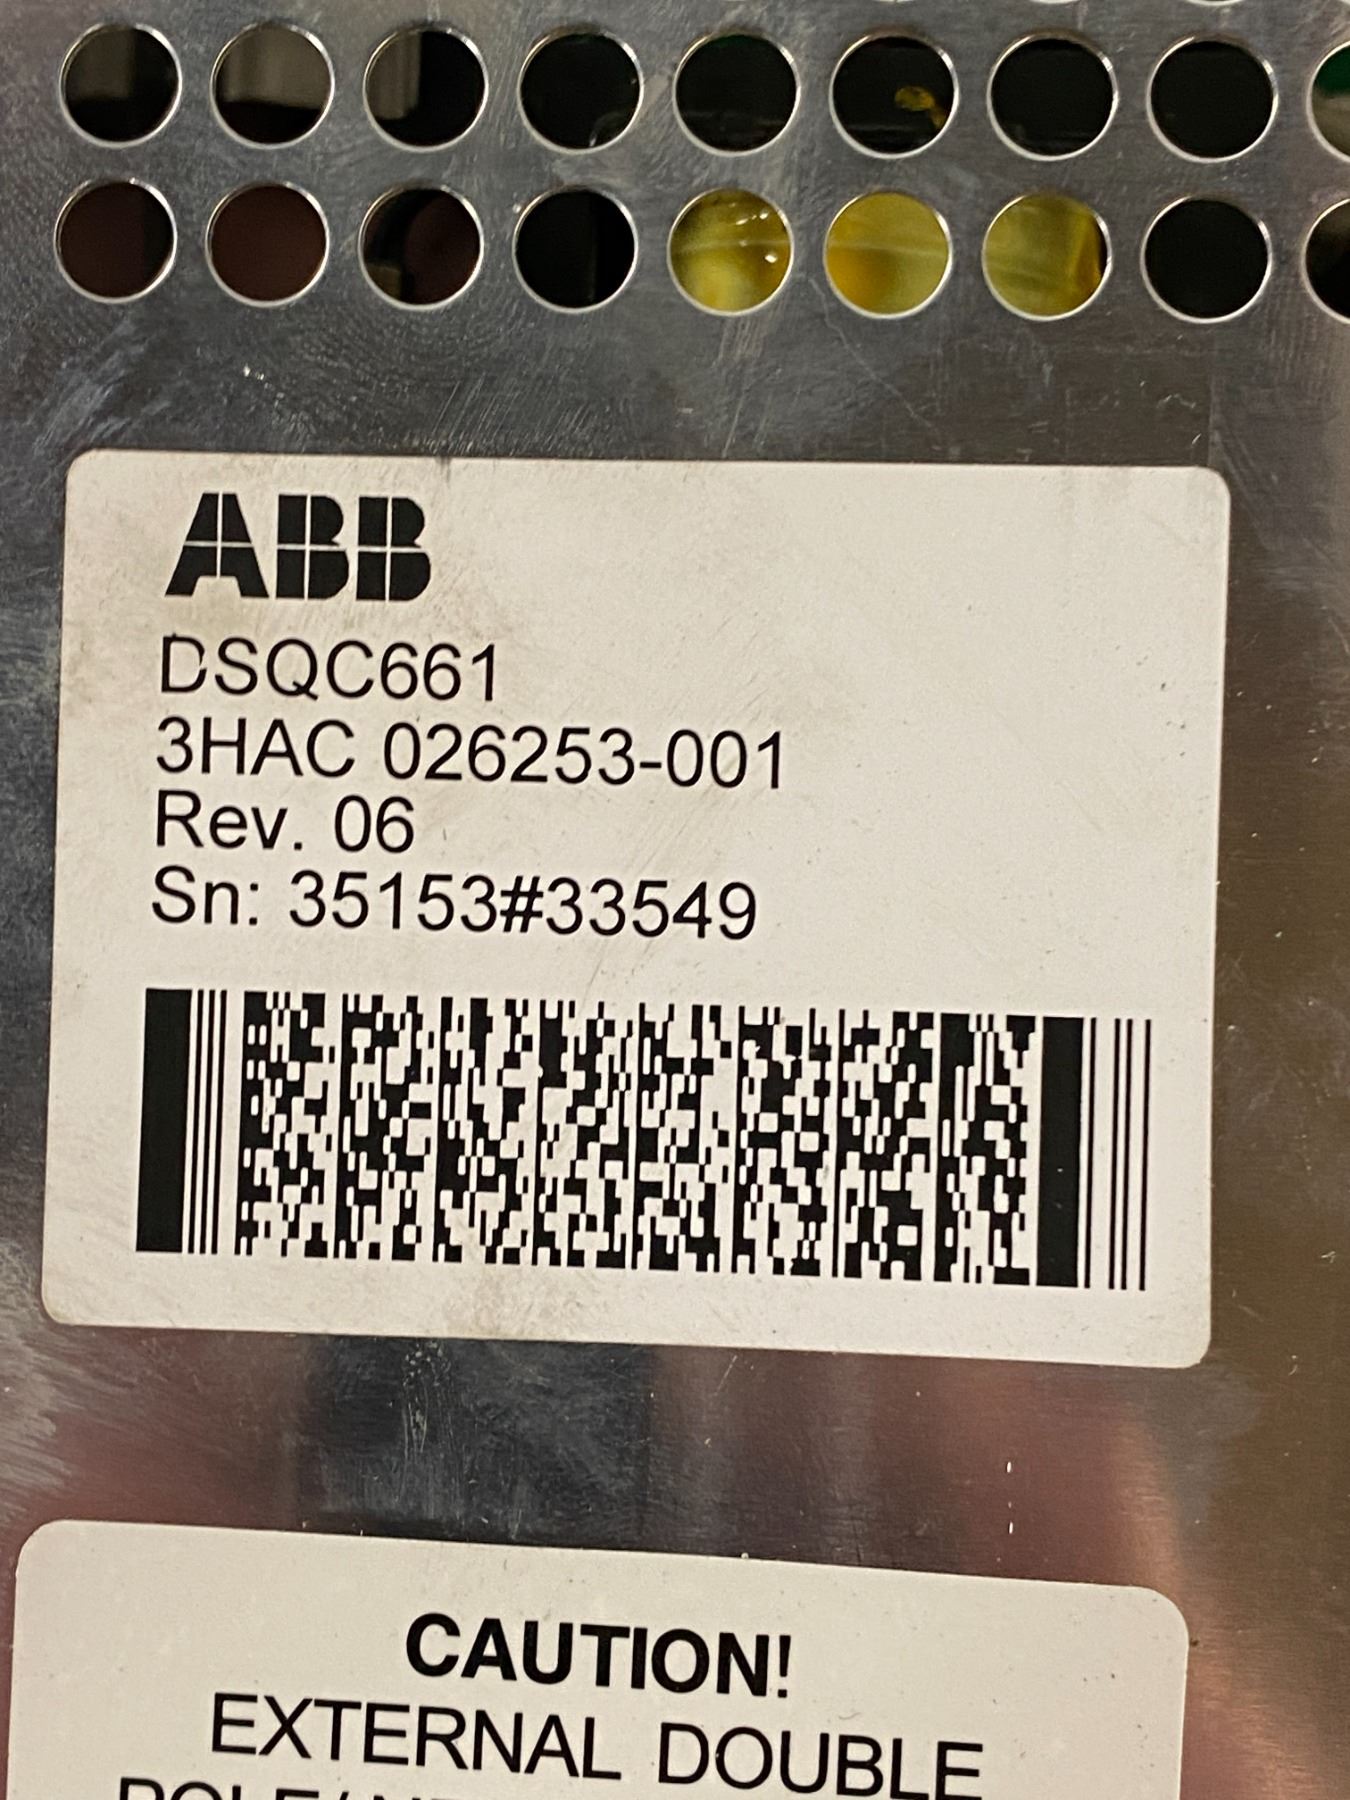 ABB
DSQC661
3HAC 026253-001
Rev. 06
Sn: 35153#33549
CAUTION!
EXTERNAL DOUBLE